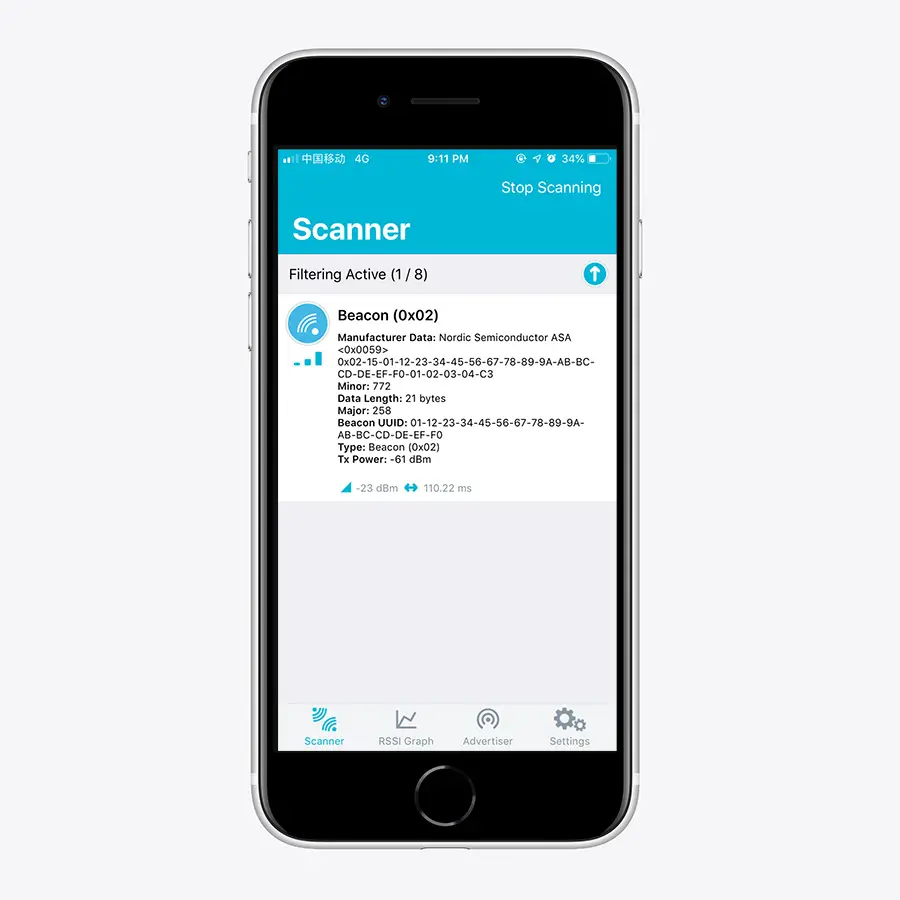 中国移动 4G 9:11 PM 34%
Stop Scanning
Scanner
Filtering Active (1 / 8)
Beacon (0x02)
Manufacturer Data: Nordic Semiconductor ASA
<0x0059>
0x02-15-01-12-23-34-45-56-67-78-89-9A-AB-BC-
CD-DE-EF-F0-01-02-03-04-C3
Minor: 772
Data Length: 21 bytes
Major: 258
Beacon UUID: 01-12-23-34-45-56-67-78-89-9A-
AB-BC-CD-DE-EF-F0
Type: Beacon (0x02)
Tx Power: -61 dBm
-23 dBm 110.22 ms
Scanner RSSI Graph Advertiser Settings